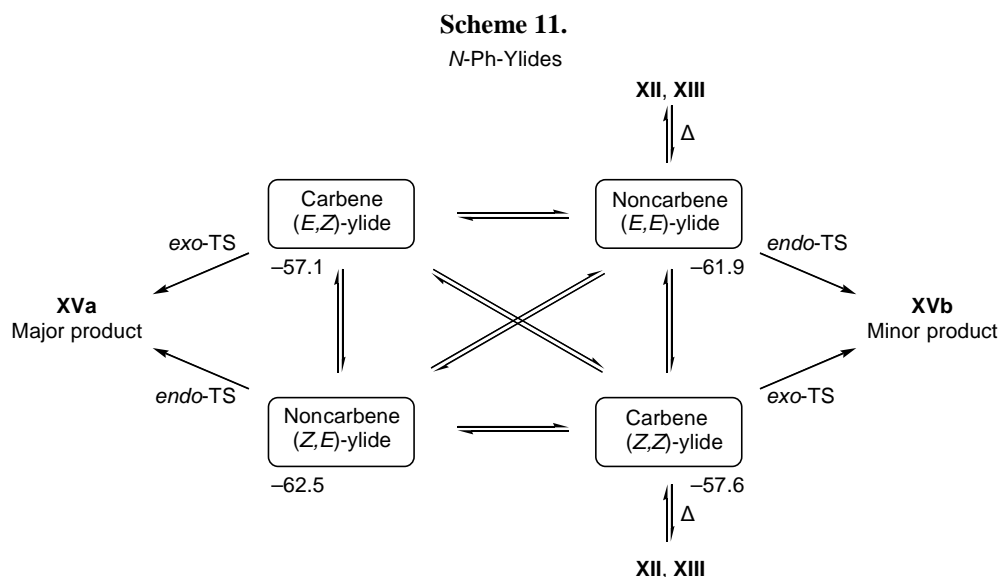 Scheme 11.
N-Ph-Ylides
XII, XIII
Δ
Carbene
(E,Z)-ylide
Noncarbene
(E,E)-ylide
exo-TS
endo-TS
–57.1
–61.9
XVa
Major product
XVb
Minor product
endo-TS
exo-TS
Noncarbene
(Z,E)-ylide
Carbene
(Z,Z)-ylide
–62.5
–57.6
Δ
XII, XIII